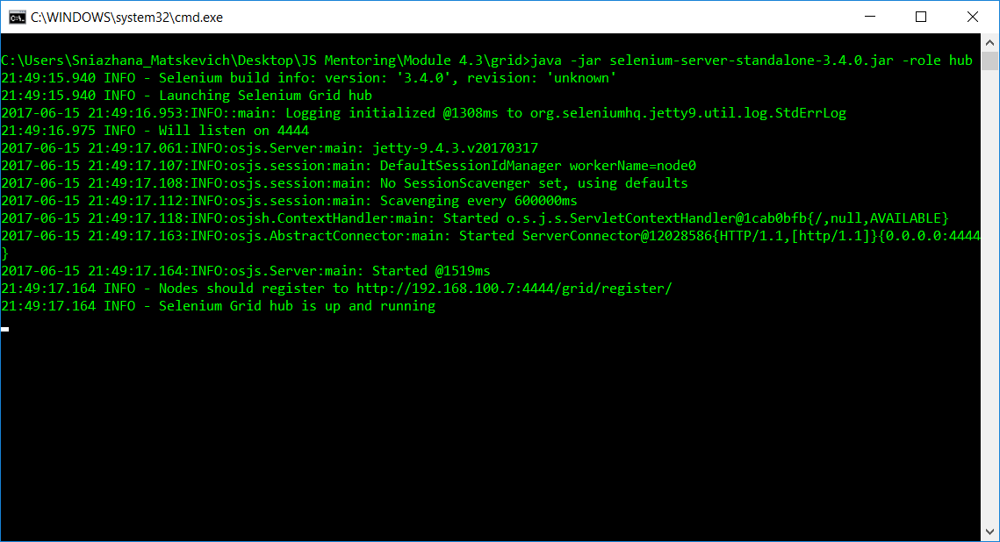 C:\WINDOWS\system32\cmd.exe
C:\Users\Sniazhana_Matskevich\Desktop\JS Mentoring\Module 4.3\grid>java -jar selenium-server-standalone-3.4.0.jar -role hub
21:49:15.940 INFO - Selenium build info: version: '3.4.0', revision: 'unknown'
21:49:15.940 INFO - Launching Selenium Grid hub
2017-06-15 21:49:16.953:INFO::main: Logging initialized @1308ms to org.seleniumhq.jetty9.util.log.StdErrLog
21:49:16.975 INFO - Will listen on 4444
2017-06-15 21:49:17.061:INFO:osjs.Server:main: jetty-9.4.3.v20170317
2017-06-15 21:49:17.107:INFO:osjs.session:main: DefaultSessionIdManager workerName=node0
2017-06-15 21:49:17.108:INFO:osjs.session:main: No SessionScavenger set, using defaults
2017-06-15 21:49:17.112:INFO:osjs.session:main: Scavenging every 600000ms
2017-06-15 21:49:17.118:INFO:osjsh.ContextHandler:main: Started o.s.j.s.ServletContextHandler@1cab0bfb{/,null,AVAILABLE}
2017-06-15 21:49:17.163:INFO:osjs.AbstractConnector:main: Started ServerConnector@12028586{HTTP/1.1,[http/1.1]}{0.0.0.0:4444
}
2017-06-15 21:49:17.164:INFO:osjs.Server:main: Started @1519ms
21:49:17.164 INFO - Nodes should register to http://192.168.100.7:4444/grid/register/
21:49:17.164 INFO - Selenium Grid hub is up and running